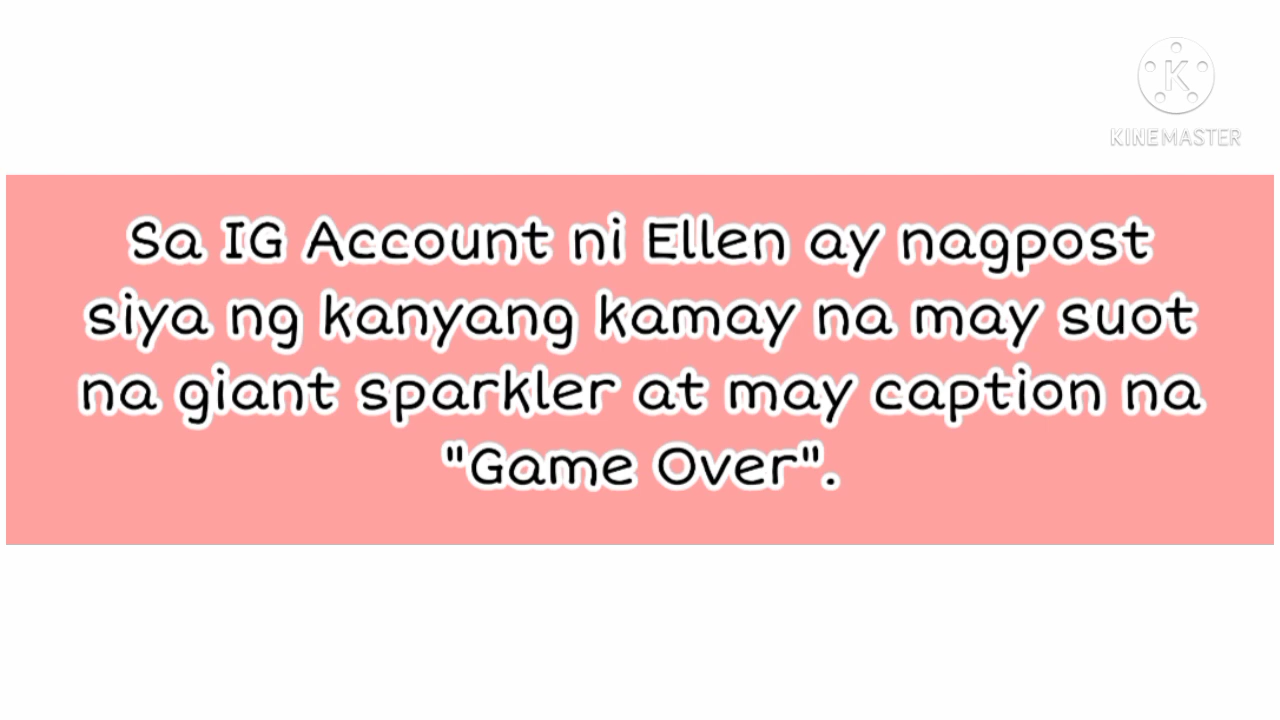 KINEMASTER
Sa IG Account ni Ellen ay nagpost
siya ng kanyang kamay na may suot
na giant sparkler at may caption na
"Game Over".